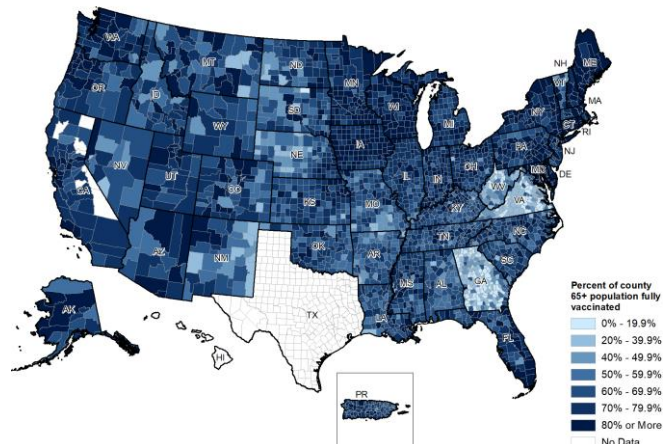 WA
MT
ND
MN
OR
ID
SD
WI
WY
MI
NH
VT
ME
NY
MA
CT
RI
PA
NJ
NE
IA
NV
UT
CO
IL
IN
OH
MD
DE
CA
KS
MO
KY
WV
VA
AZ
NM
OK
AR
TN
NC
SC
MS
AL
GA
TX
LA
FL
AK
HI
PR
Percent of county
65+ population fully
vaccinated
0% - 19.9%
20% - 39.9%
40% - 49.9%
50% - 59.9%
60% - 69.9%
70% - 79.9%
80% or More
No Data